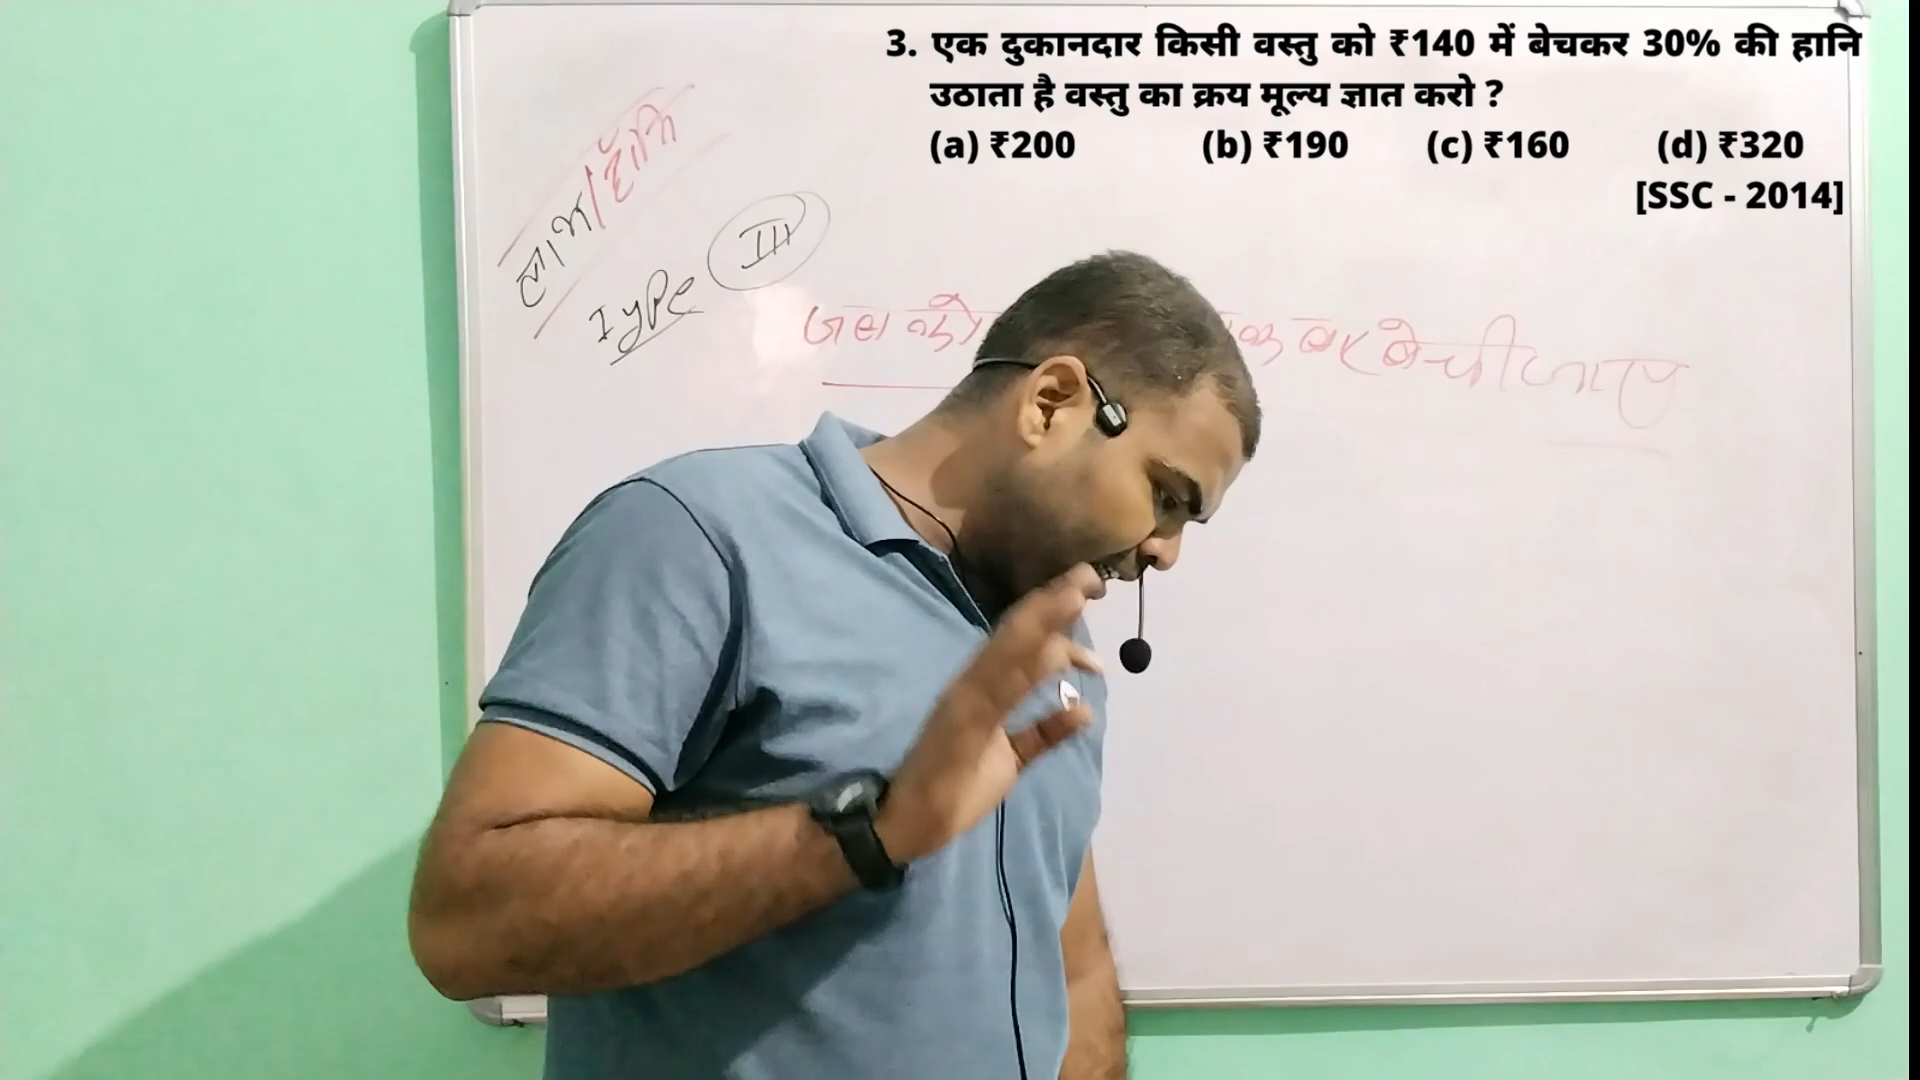 3. एक दुकानदार किसी वस्तु को ₹140 में बेचकर 30% की हानि
उठाता है वस्तु का क्रय मूल्य ज्ञात करो ?
(a) ₹200 (b) ₹190 (c) ₹160 (d) ₹320
[SSC - 2014]
लाभ/हानि
Type III
जब को बेची जाए